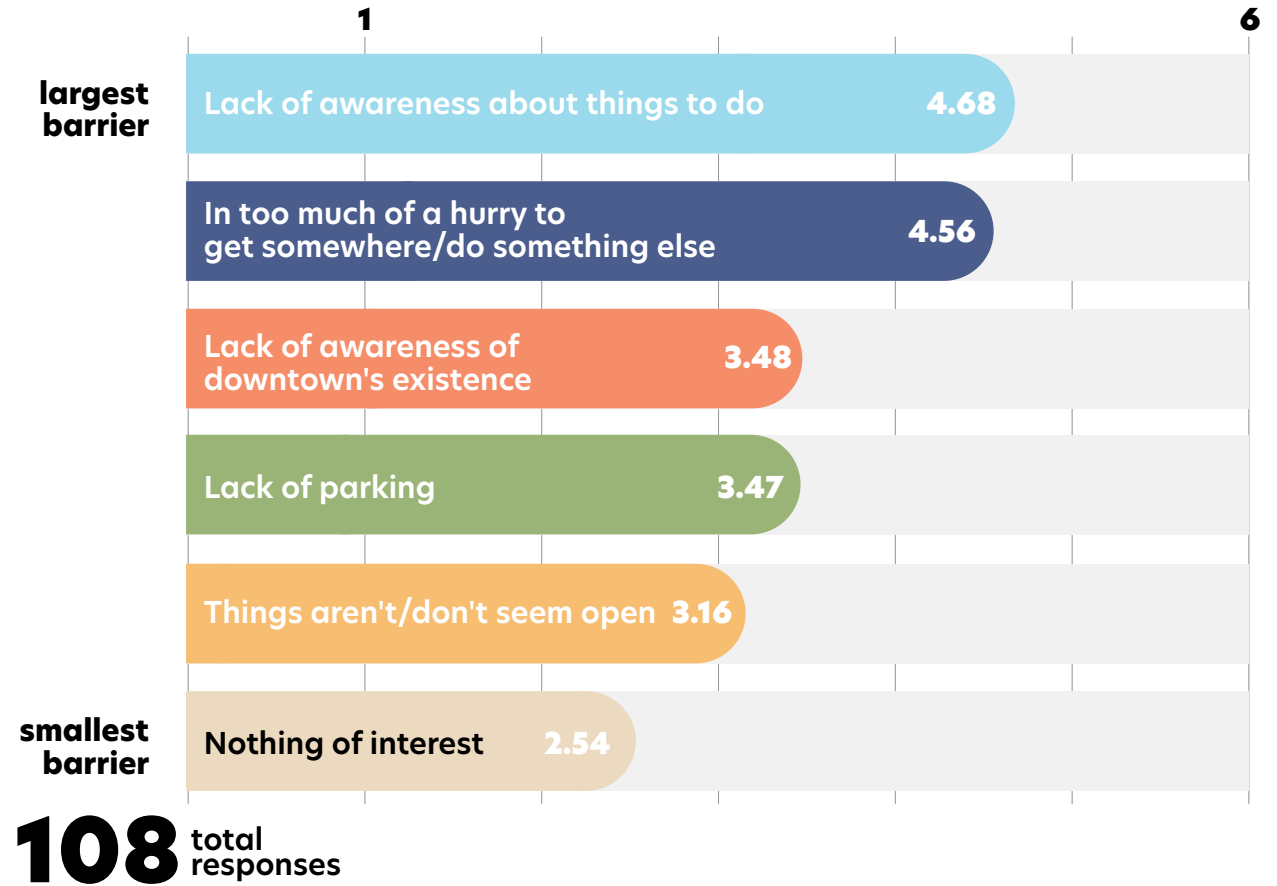 1
6
largest
barrier
Lack of awareness about things to do
4.68
In too much of a hurry to
get somewhere/do something else
4.56
Lack of awareness of
downtown's existence
3.48
Lack of parking
3.47
Things aren't/don't seem open
3.16
smallest
barrier
Nothing of interest
2.54
108
total
responses